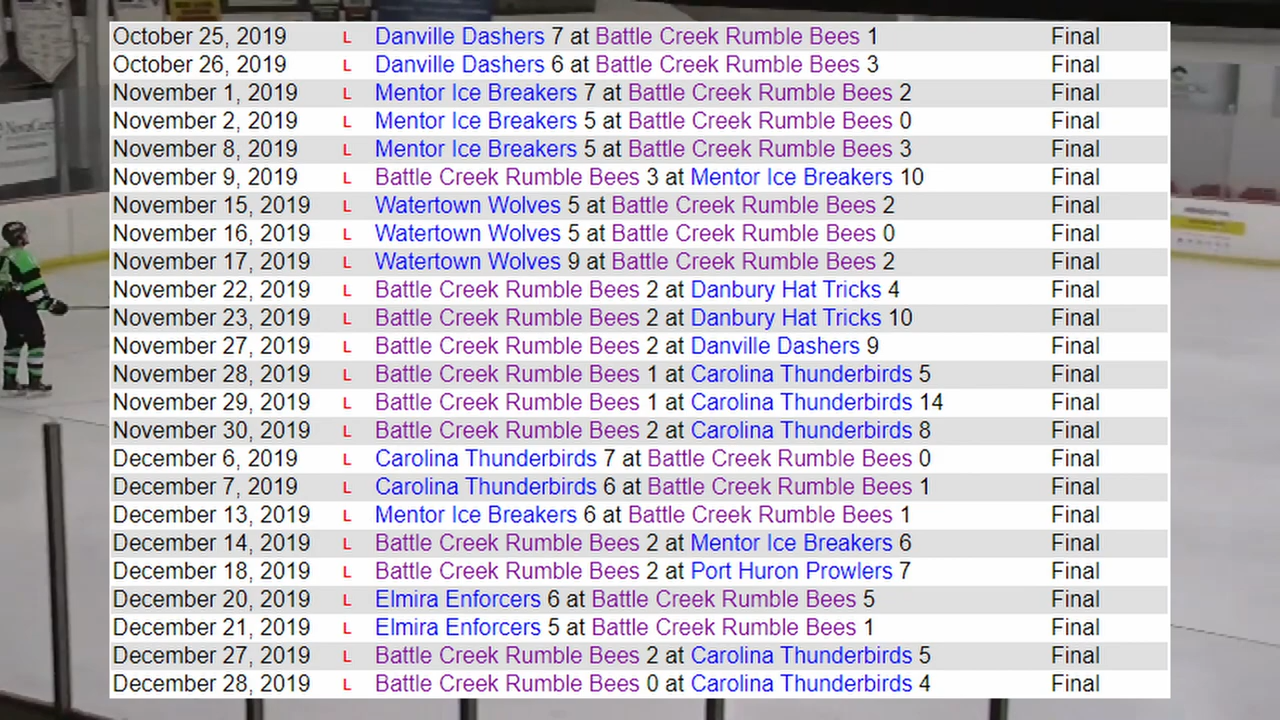 October 25, 2019 L Danville Dashers 7 at Battle Creek Rumble Bees 1 Final
October 26, 2019 L Danville Dashers 6 at Battle Creek Rumble Bees 3 Final
November 1, 2019 L Mentor Ice Breakers 7 at Battle Creek Rumble Bees 2 Final
November 2, 2019 L Mentor Ice Breakers 5 at Battle Creek Rumble Bees 0 Final
November 8, 2019 L Mentor Ice Breakers 5 at Battle Creek Rumble Bees 3 Final
November 9, 2019 L Battle Creek Rumble Bees 3 at Mentor Ice Breakers 10 Final
November 15, 2019 L Watertown Wolves 5 at Battle Creek Rumble Bees 2 Final
November 16, 2019 L Watertown Wolves 5 at Battle Creek Rumble Bees 0 Final
November 17, 2019 L Watertown Wolves 9 at Battle Creek Rumble Bees 2 Final
November 22, 2019 L Battle Creek Rumble Bees 2 at Danbury Hat Tricks 4 Final
November 23, 2019 L Battle Creek Rumble Bees 2 at Danbury Hat Tricks 10 Final
November 27, 2019 L Battle Creek Rumble Bees 2 at Danville Dashers 9 Final
November 28, 2019 L Battle Creek Rumble Bees 1 at Carolina Thunderbirds 5 Final
November 29, 2019 L Battle Creek Rumble Bees 1 at Carolina Thunderbirds 14 Final
November 30, 2019 L Battle Creek Rumble Bees 2 at Carolina Thunderbirds 8 Final
December 6, 2019 L Carolina Thunderbirds 7 at Battle Creek Rumble Bees 0 Final
December 7, 2019 L Carolina Thunderbirds 6 at Battle Creek Rumble Bees 1 Final
December 13, 2019 L Mentor Ice Breakers 6 at Battle Creek Rumble Bees 1 Final
December 14, 2019 L Battle Creek Rumble Bees 2 at Mentor Ice Breakers 6 Final
December 18, 2019 L Battle Creek Rumble Bees 2 at Port Huron Prowlers 7 Final
December 20, 2019 L Elmira Enforcers 6 at Battle Creek Rumble Bees 5 Final
December 21, 2019 L Elmira Enforcers 5 at Battle Creek Rumble Bees 1 Final
December 27, 2019 L Battle Creek Rumble Bees 2 at Carolina Thunderbirds 5 Final
December 28, 2019 L Battle Creek Rumble Bees 0 at Carolina Thunderbirds 4 Final